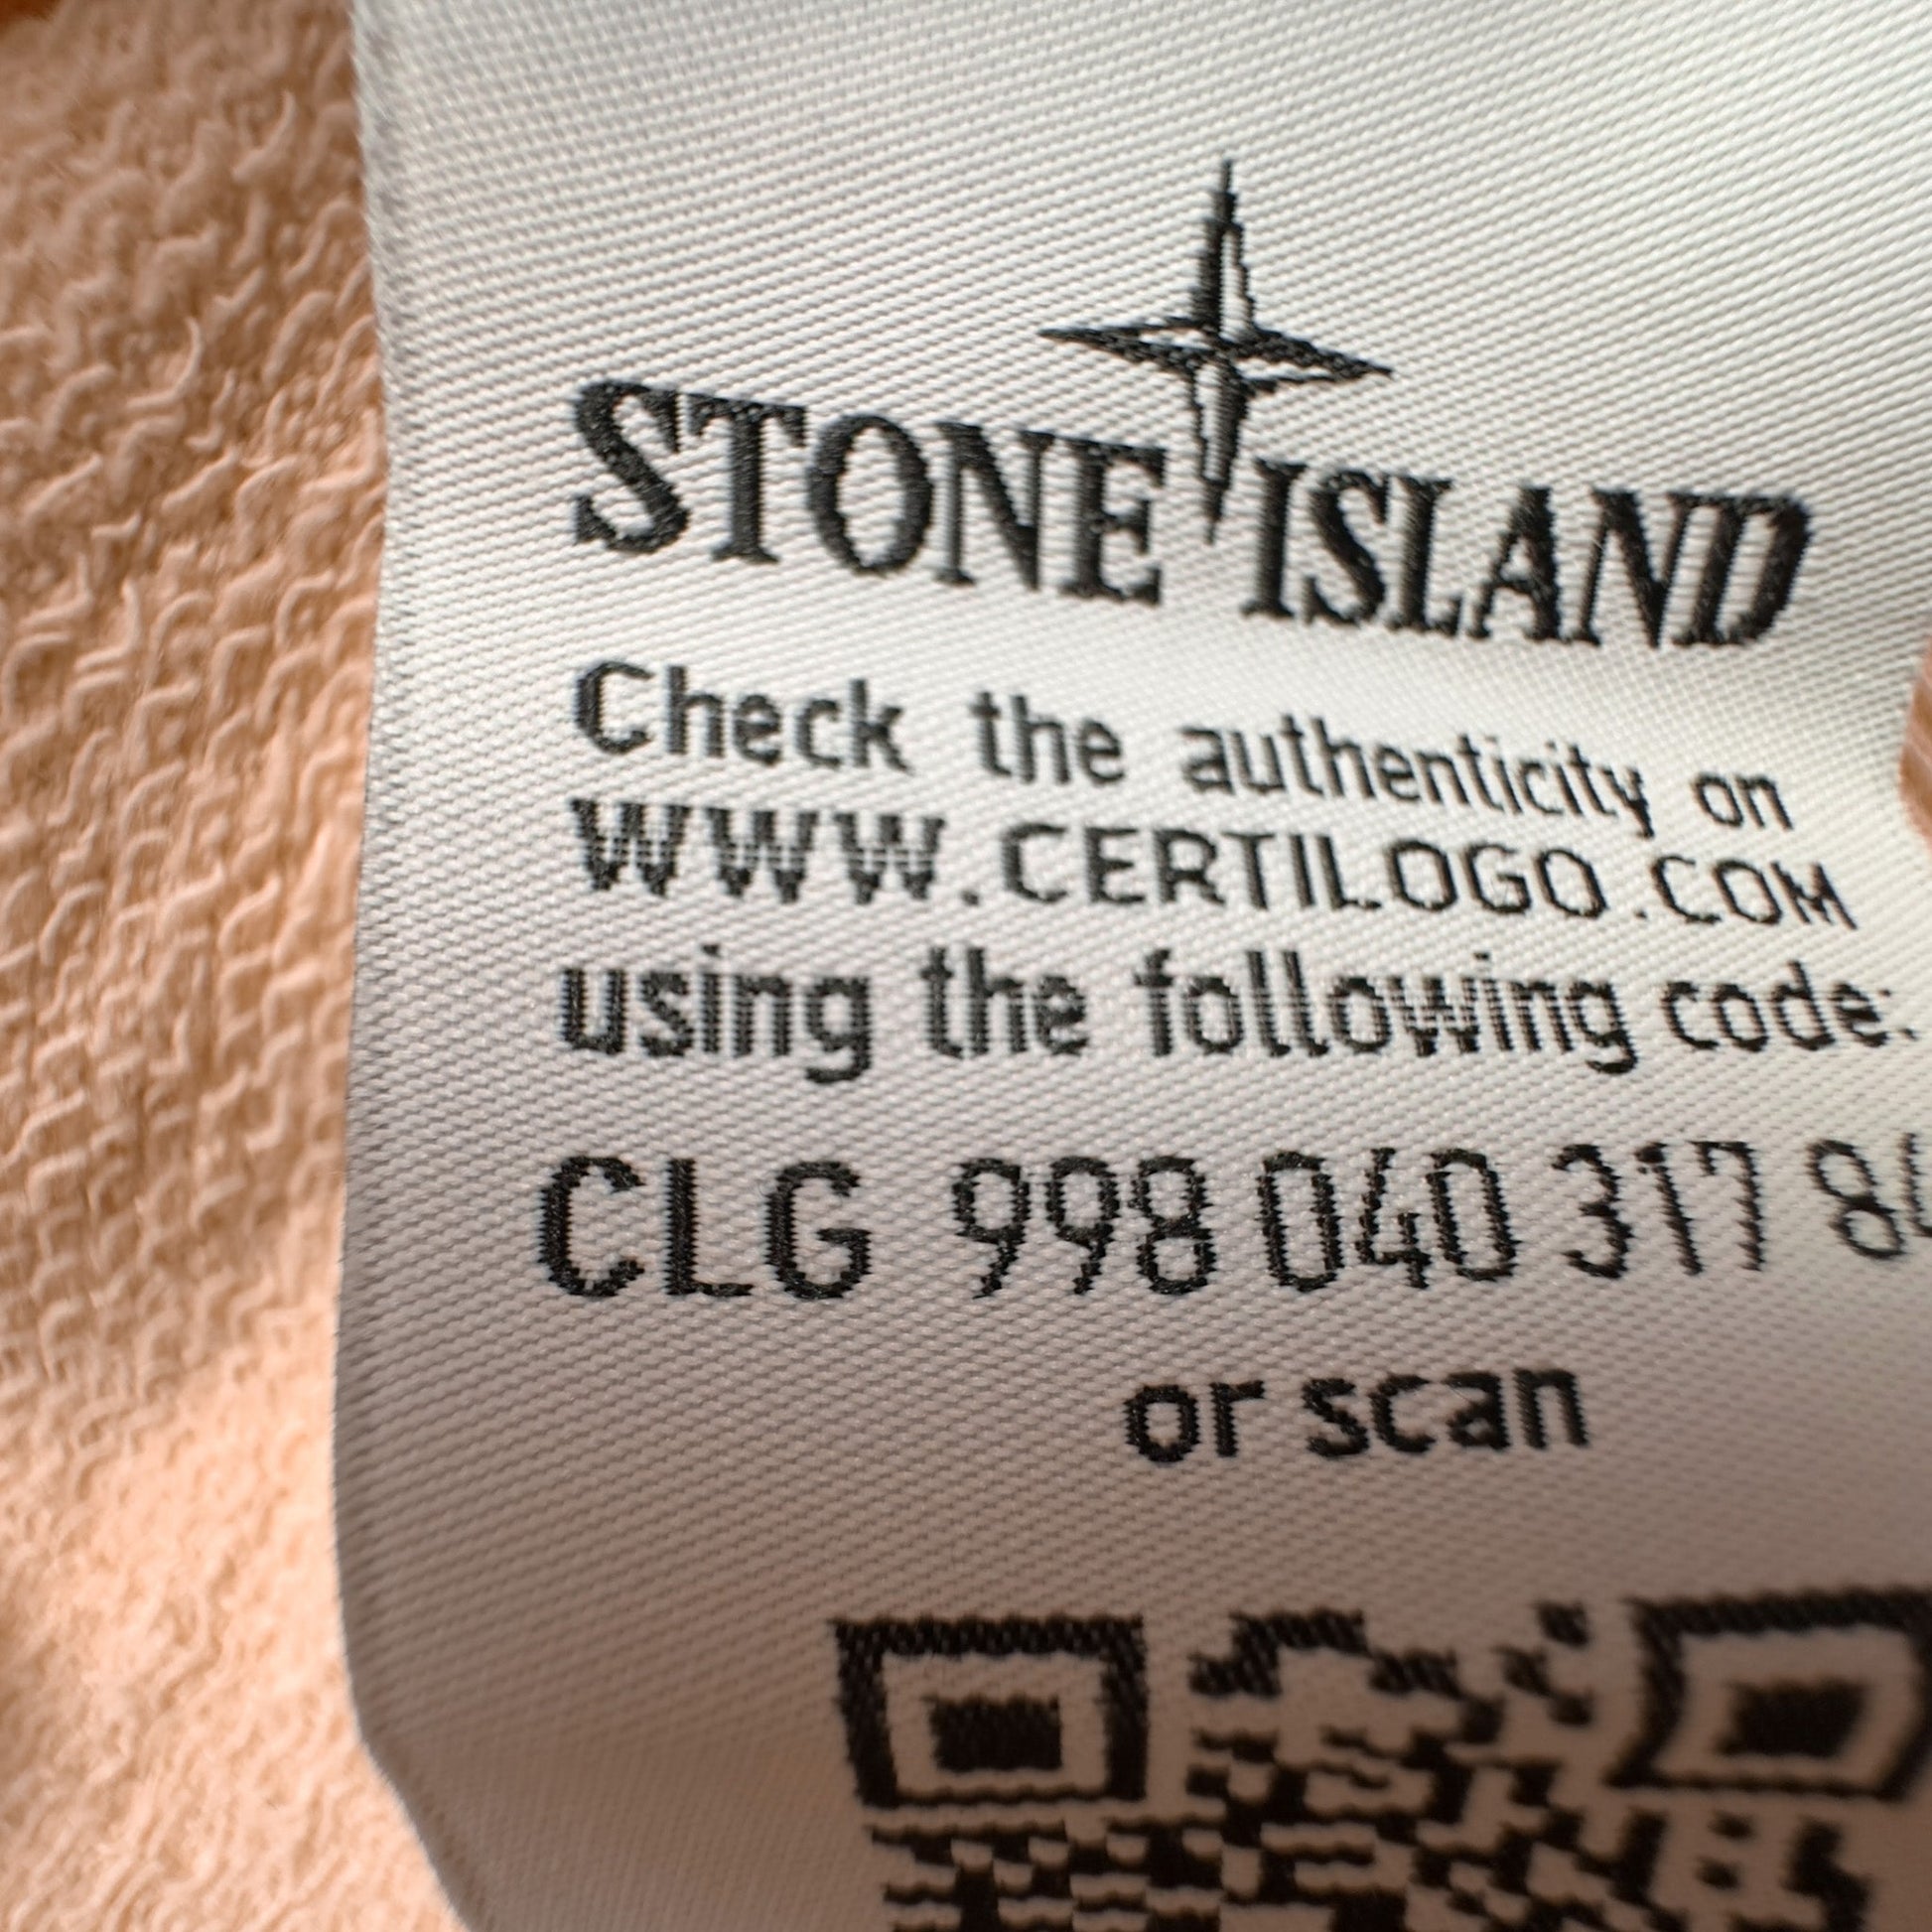 STONE ISLAND
Check the authenticity on
WWW.CERTILOGO.COM
using the following code:
CLG 998 040 317
or scan